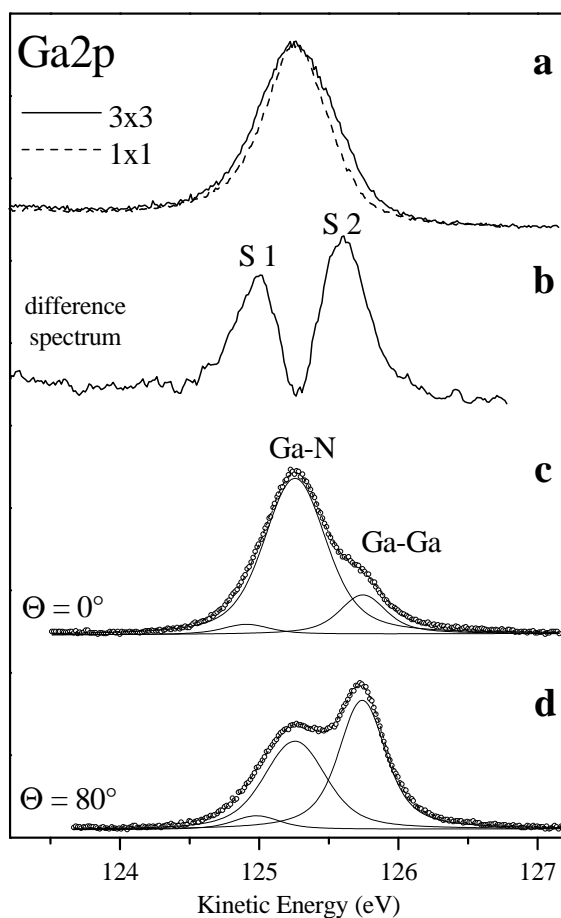 Ga2p
a
3x3
1x1
S 1
S 2
b
difference
spectrum
Ga-N
c
Ga-Ga
Θ = 0°
d
Θ = 80°
124 125 126 127
Kinetic Energy (eV)